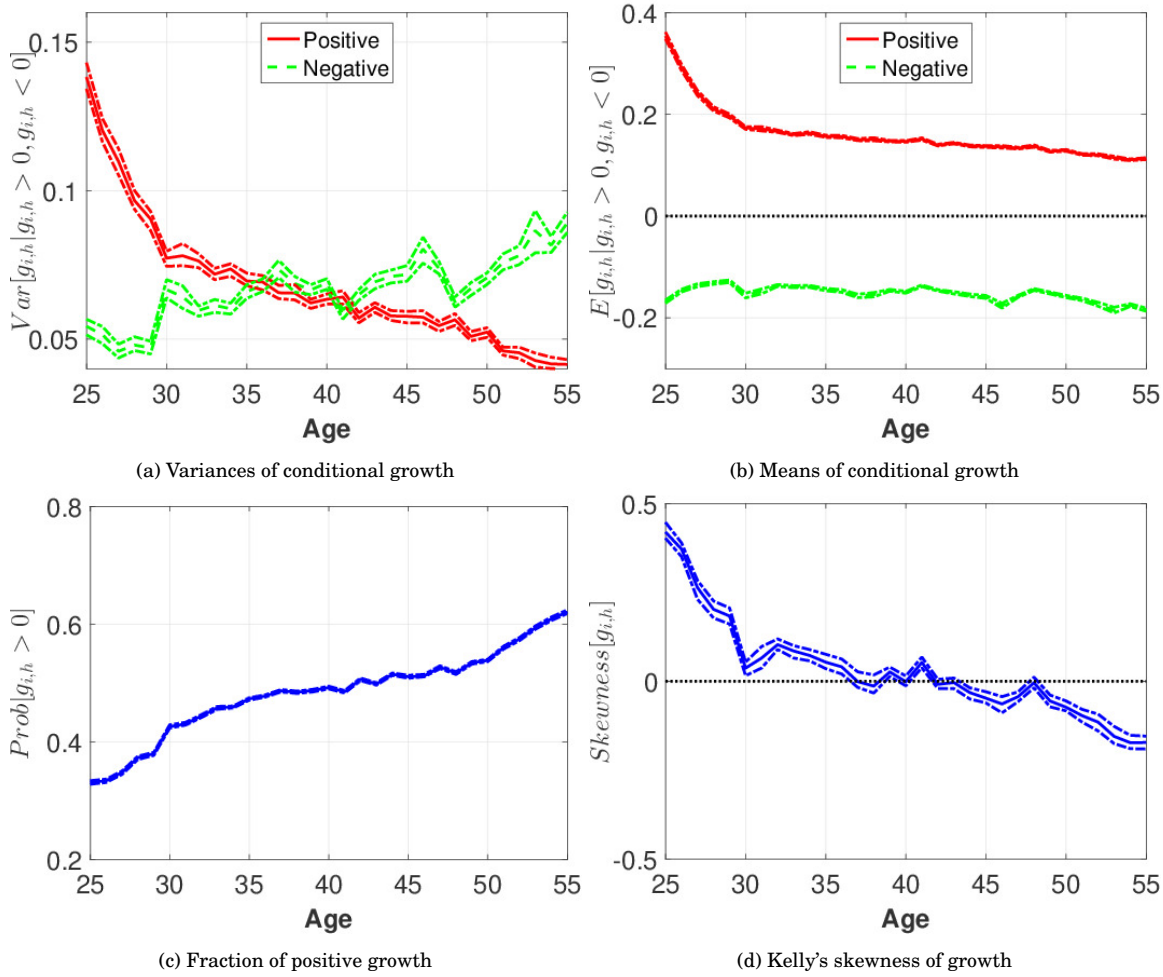 Var[g_{i,h}|g_{i,h} > 0, g_{i,h} < 0]
0.15
0.1
0.05
Positive
Negative
25 30 35 40 45 50 55
Age
(a) Variances of conditional growth
E[g_{i,h}|g_{i,h} > 0, g_{i,h} < 0]
0.4
0.2
0
-0.2
Positive
Negative
25 30 35 40 45 50 55
Age
(b) Means of conditional growth
Prob[g_{i,h} > 0]
0.8
0.6
0.4
0.2
25 30 35 40 45 50 55
Age
(c) Fraction of positive growth
Skewness[g_{i,h}]
0.5
0
-0.5
25 30 35 40 45 50 55
Age
(d) Kelly's skewness of growth